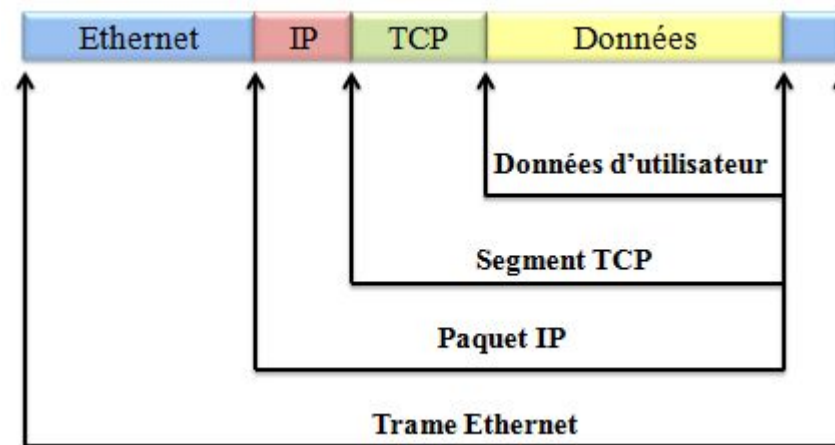 Ethernet IP TCP Données
Données d’utilisateur
Segment TCP
Paquet IP
Trame Ethernet